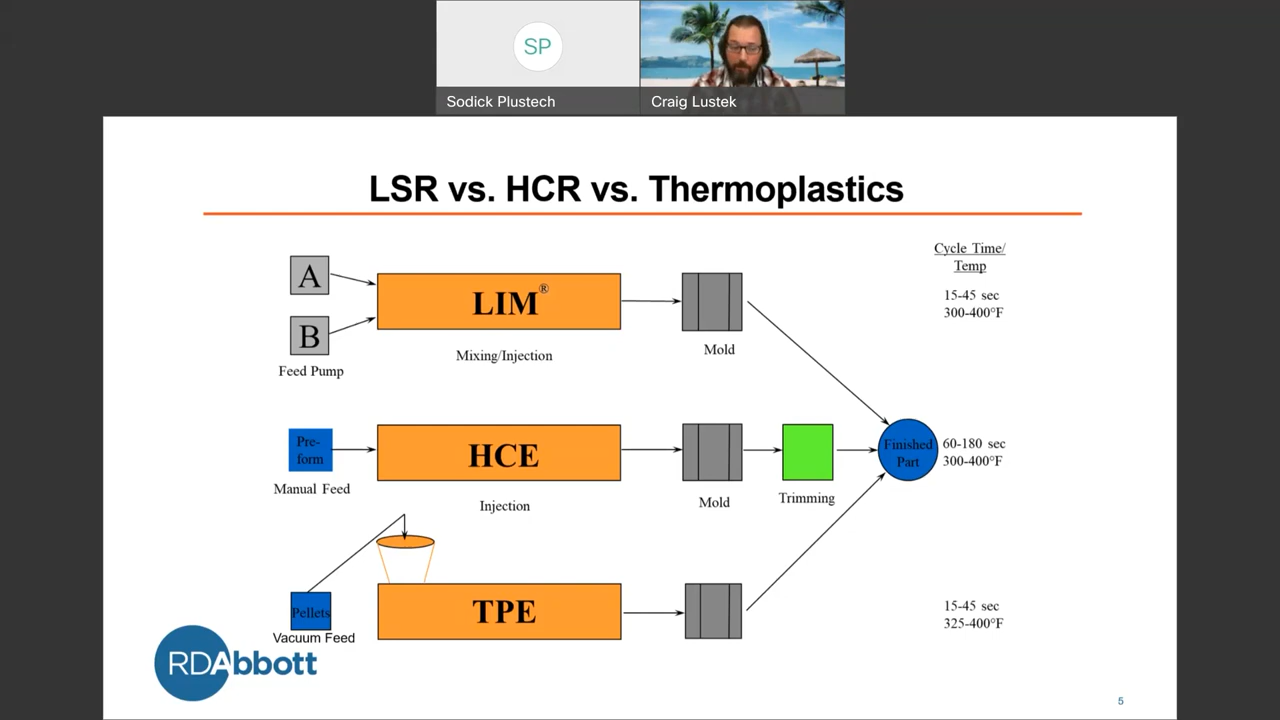 SP
Sodick Plustech
Craig Lustek
LSR vs. HCR vs. Thermoplastics
Cycle Time/
Temp
A
B
Feed Pump
LIM®
Mixing/Injection
Mold
15-45 sec
300-400°F
Pre-
form
Manual Feed
HCE
Injection
Mold
Trimming
Finished
Part
60-180 sec
300-400°F
Pellets
Vacuum Feed
TPE
15-45 sec
325-400°F
RDAbbott
5